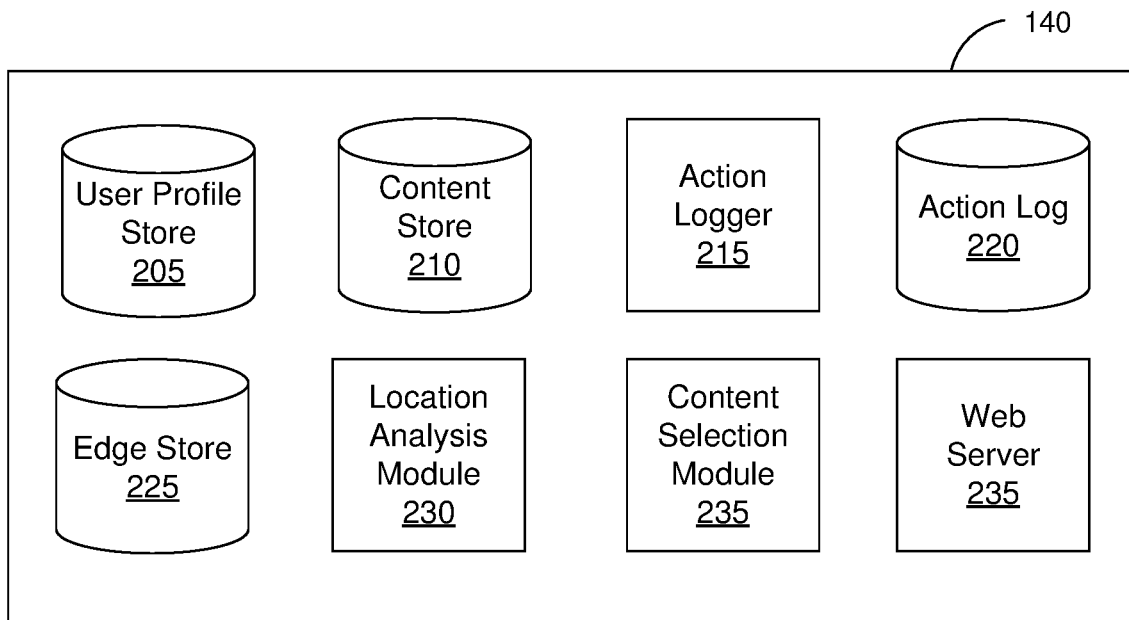 140
User Profile
Store
205
Content
Store
210
Action
Logger
215
Action Log
220
Edge Store
225
Location
Analysis
Module
230
Content
Selection
Module
235
Web
Server
235